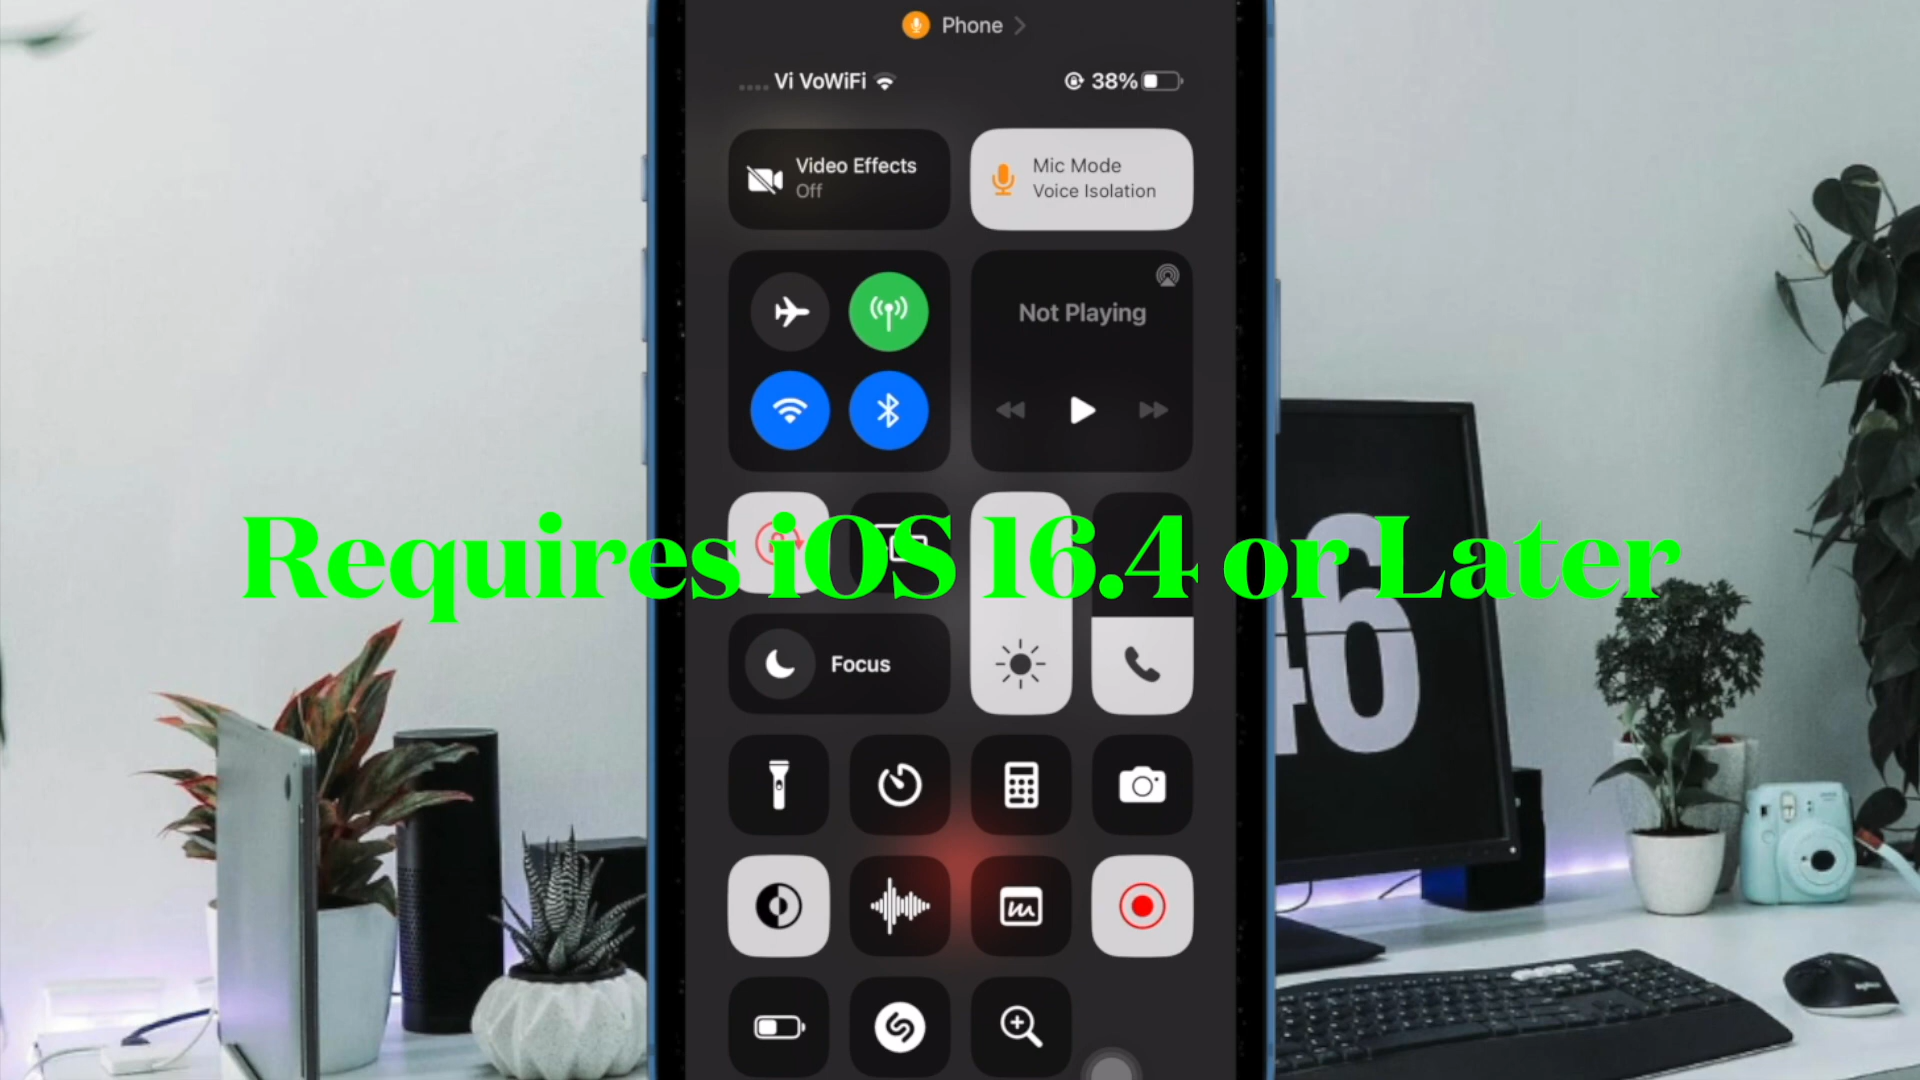 Phone
Vi VoWiFi
38%
Video Effects
Off
Mic Mode
Voice Isolation
Not Playing
Requires iOS 16.4 or Later
Focus
46